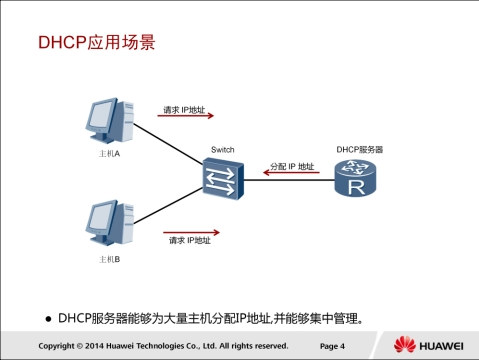 DHCP应用场景
请求 IP地址
主机A
Switch
DHCP服务器
分配 IP 地址
R
请求 IP地址
主机B
● DHCP服务器能够为大量主机分配IP地址,并能够集中管理。
Copyright © 2014 Huawei Technologies Co., Ltd. All rights reserved.
Page 4
HUAWEI